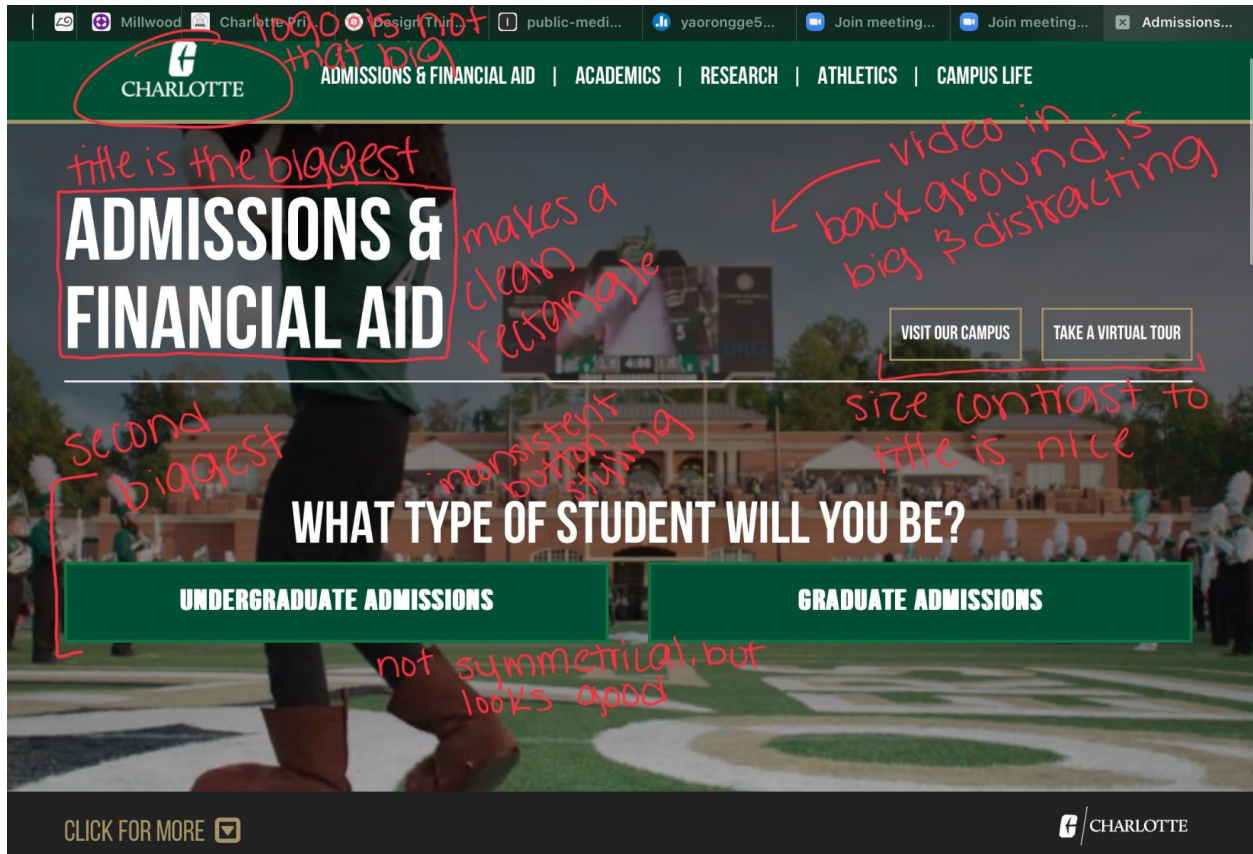 Millwood Charlotte Pri... Design Thin... public-medi... yaorongge5... Join meeting... Join meeting... Admissions...
logo is not
that big
CHARLOTTE
ADMISSIONS & FINANCIAL AID | ACADEMICS | RESEARCH | ATHLETICS | CAMPUS LIFE
title is the biggest
ADMISSIONS &
FINANCIAL AID
makes a
clean
rectangle
video in
background is
big & distracting
VISIT OUR CAMPUS TAKE A VIRTUAL TOUR
size contrast to
title is nice
second
biggest
inconsistent
button
styling
WHAT TYPE OF STUDENT WILL YOU BE?
UNDERGRADUATE ADMISSIONS GRADUATE ADMISSIONS
not symmetrical, but
looks good
CLICK FOR MORE
CHARLOTTE